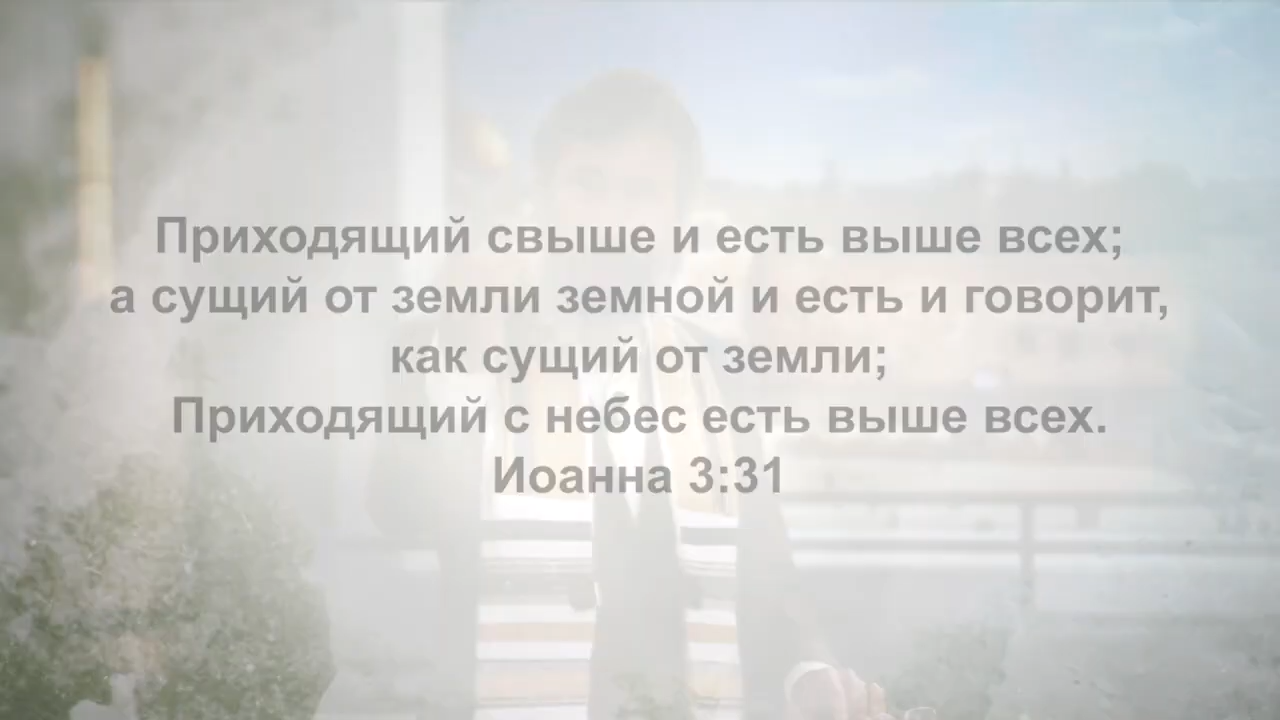 Приходящий свыше и есть выше всех;
а сущий от земли земной и есть и говорит,
как сущий от земли;
Приходящий с небес есть выше всех.
Иоанна 3:31